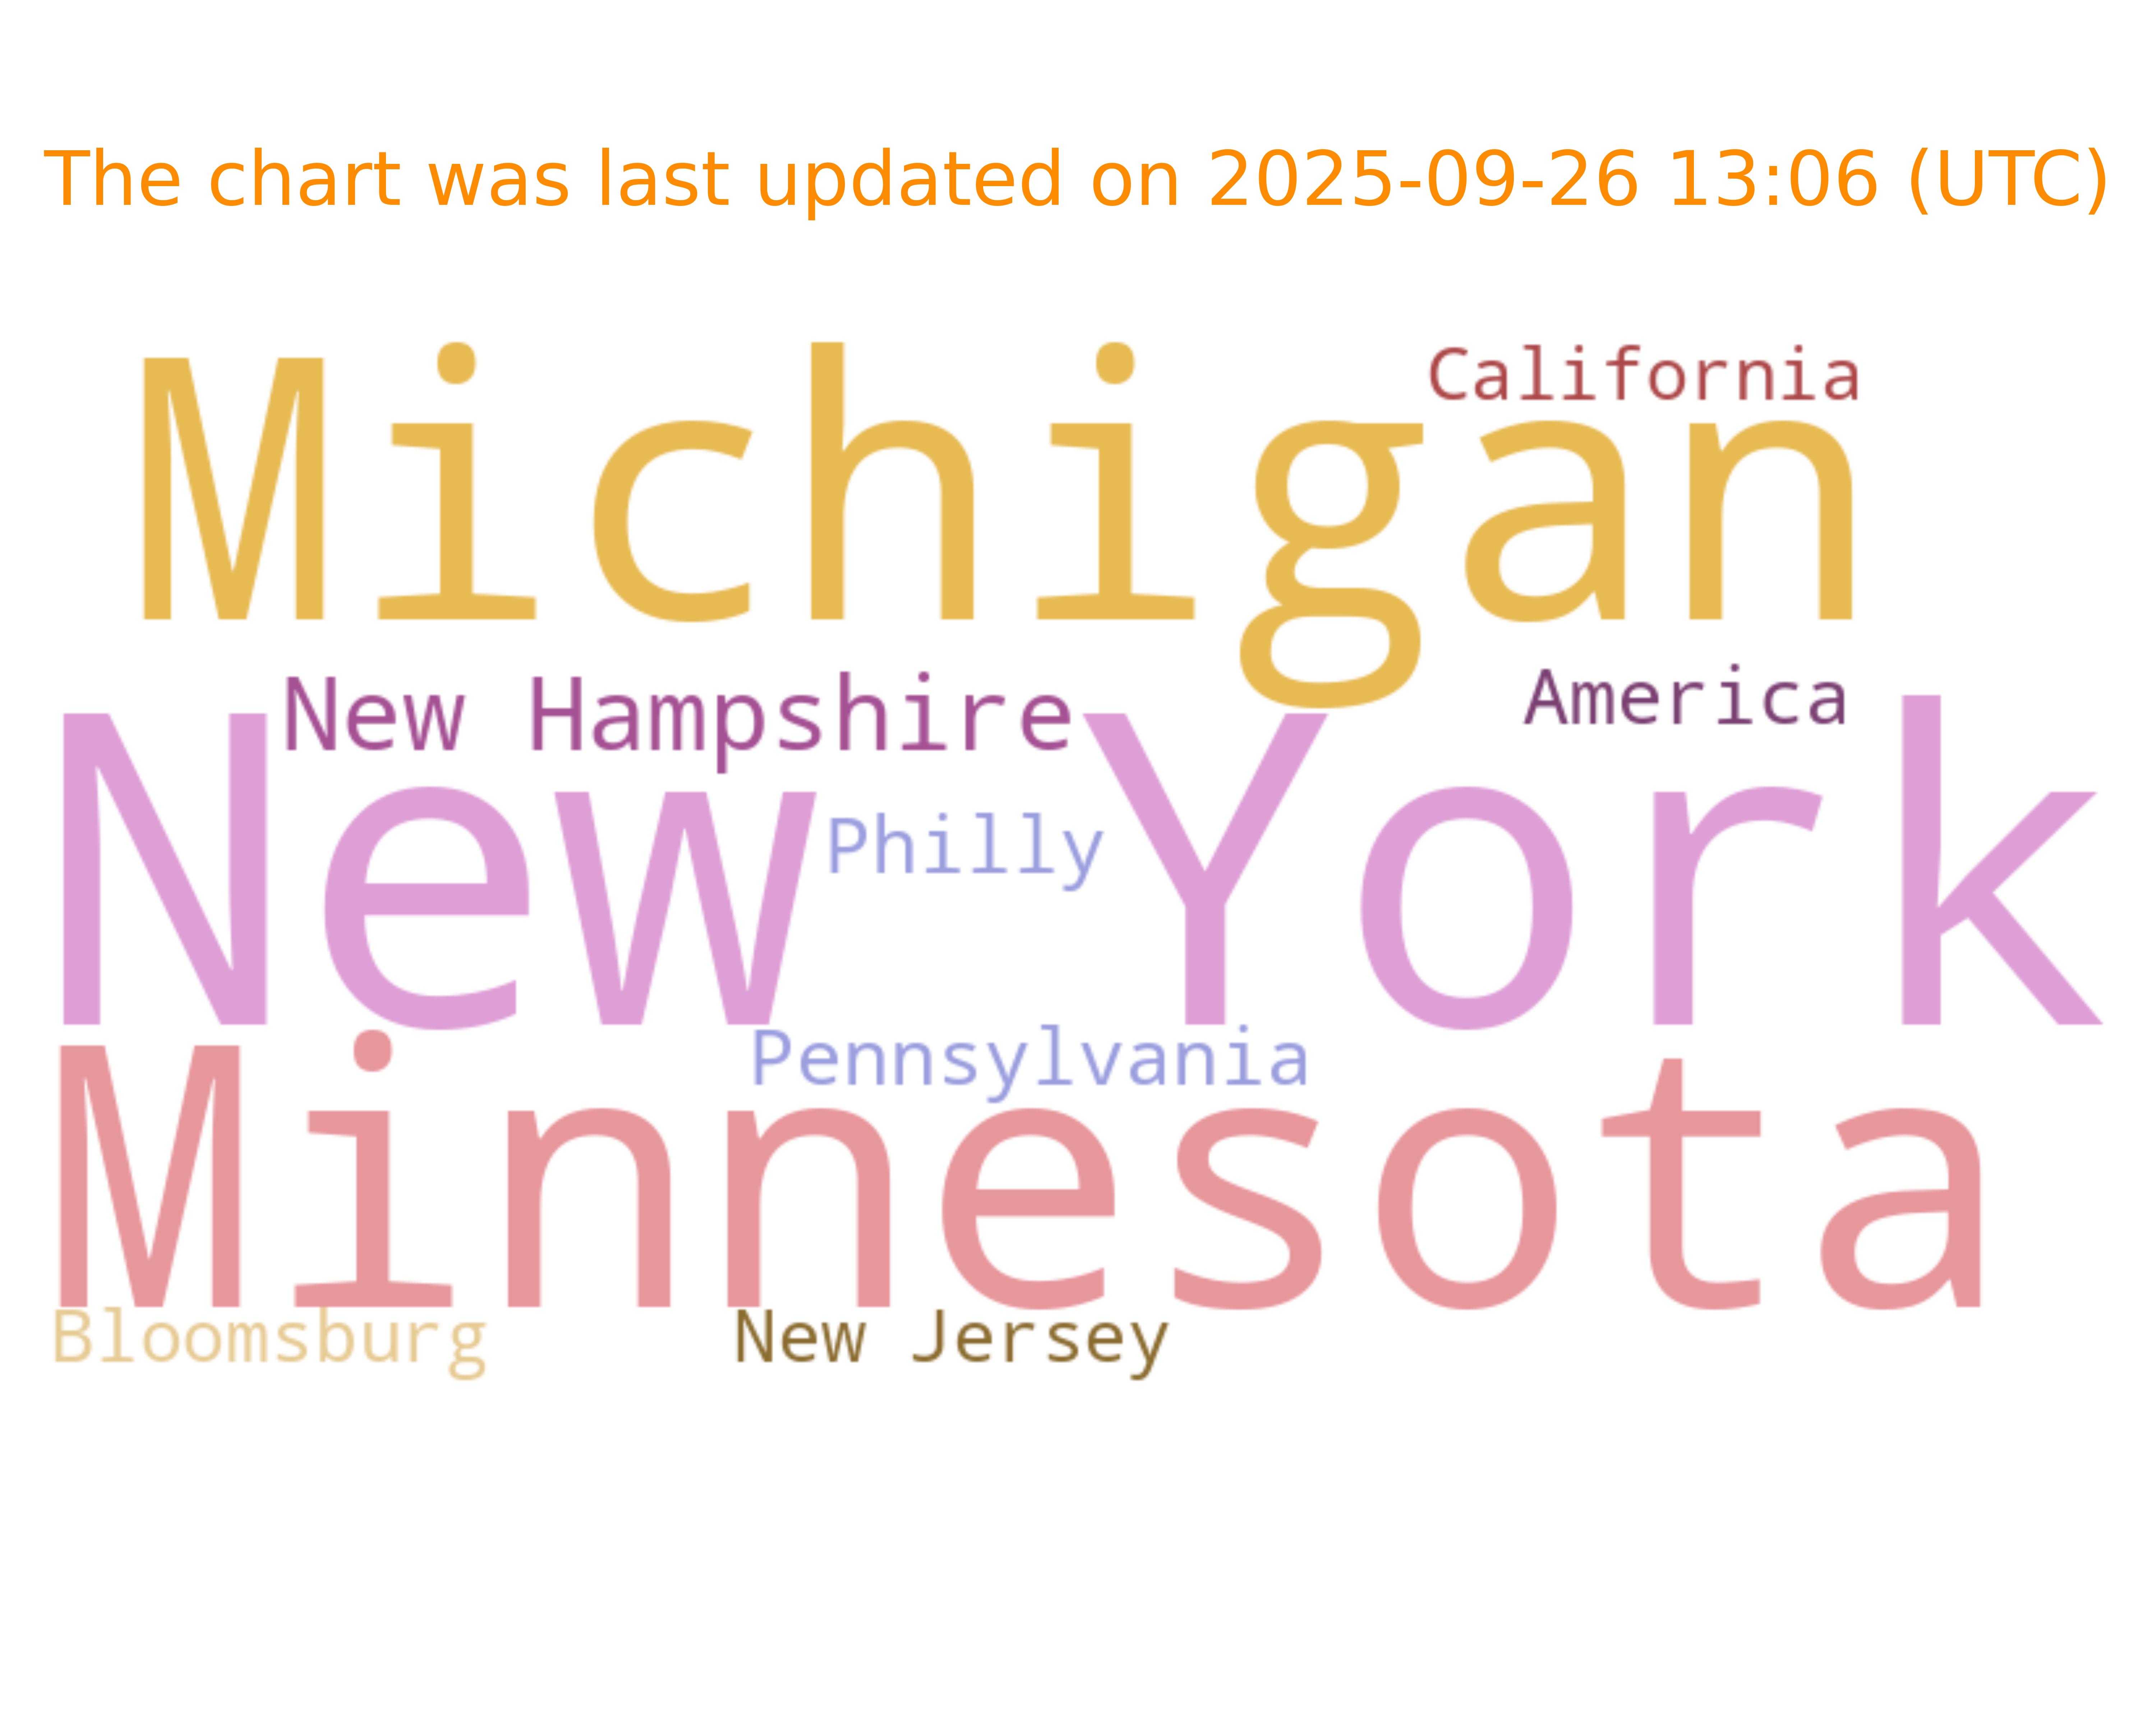 The chart was last updated on 2025-09-26 13:06 (UTC)
California
Michigan
New Hampshire
America
New York
Philly
Pennsylvania
Minnesota
Bloomsburg
New Jersey